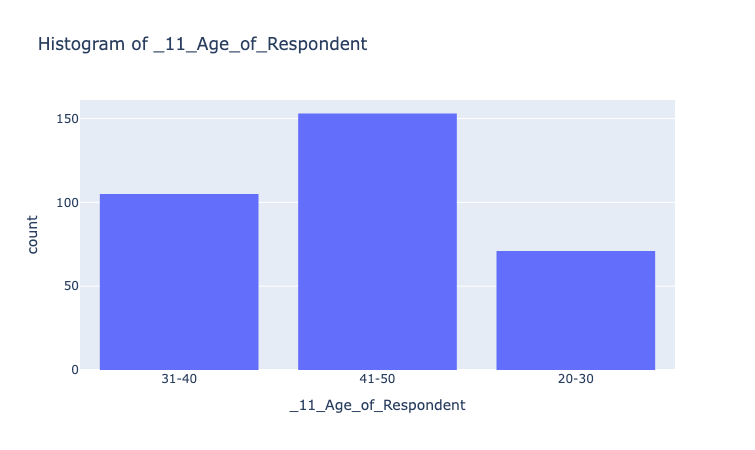 Histogram of _11_Age_of_Respondent
150
100
50
0
count
31-40
41-50
20-30
_11_Age_of_Respondent